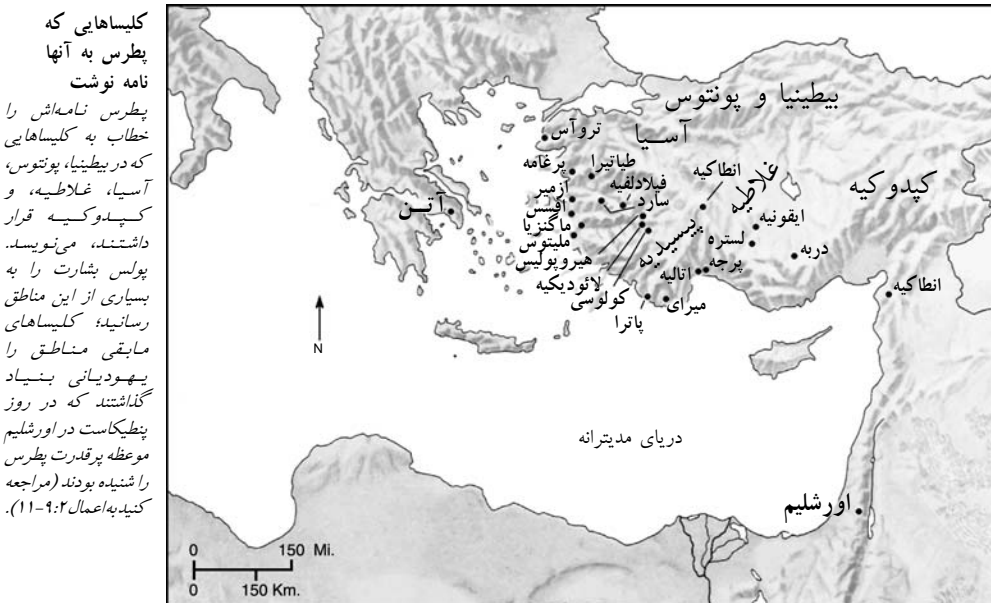 کلیساهایی که
پطرس به آنها
نامه نوشت
پطرس نامه‌اش را
خطاب به کلیساهایی
که در بیطینیا، پونتوس،
آسیا، غلاطیه، و
کپدوکیه قرار
داشتند، می‌نویسد.
پولس بشارت را به
بسیاری از این مناطق
رسانید؛ کلیساهای
مابقی مناطق را
یهودیانی بنیاد
گذاشتند که در روز
پنطیکاست در اورشلیم
موعظه پرقدرت پطرس
را شنیده بودند (مراجعه
کنید به اعمال ۲:‏۹-۱۱).
بیطینیا و پونتوس
آسیا
تروآس
پرغامه
طیاتیرا
انطاکیه
غلاطیه
کپدوکیه
ازمیر
فیلادلفیه
سارد
آتن
افسس
ماگنزیا
ملیتوس
پیسیدیه
ایقونیه
لستره
دربه
هیروپولیس
لائودیکیه
کولوسی
اتالیه
پرجه
انطاکیه
پاترا
میرای
N
دریای مدیترانه
اورشلیم
0 150 Mi.
0 150 Km.